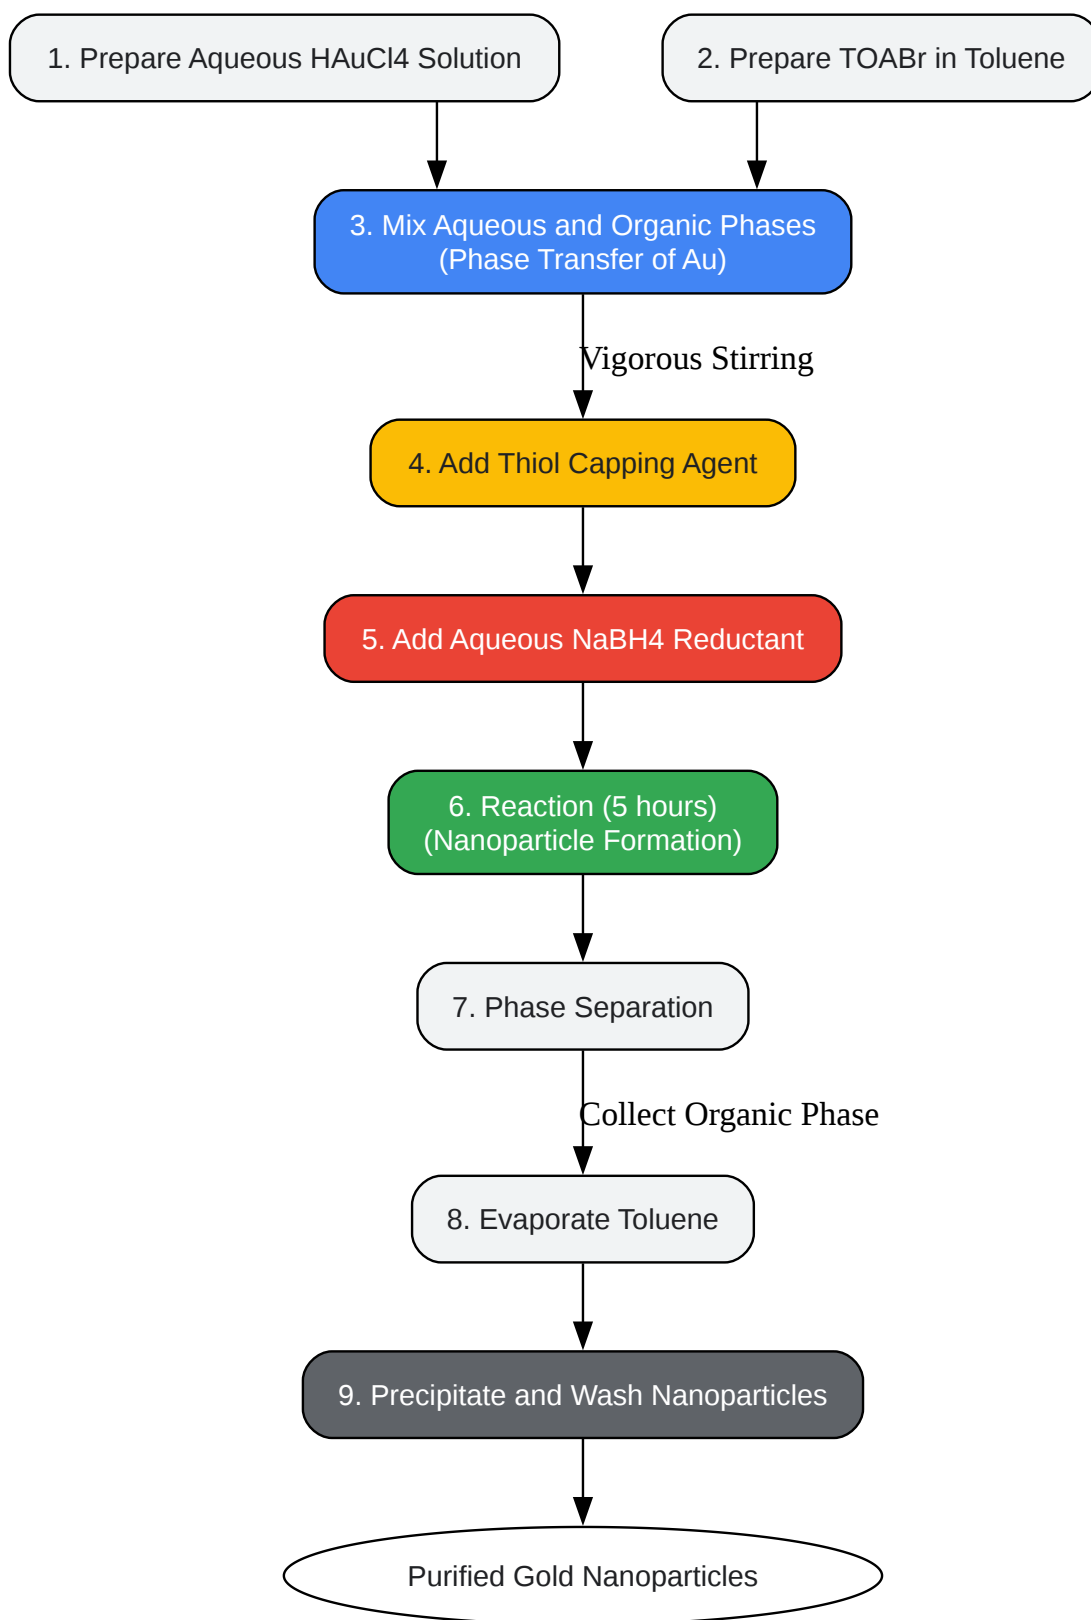 1. Prepare Aqueous HAuCl4 Solution
2. Prepare TOABr in Toluene
3. Mix Aqueous and Organic Phases
(Phase Transfer of Au)
Vigorous Stirring
4. Add Thiol Capping Agent
5. Add Aqueous NaBH4 Reductant
6. Reaction (5 hours)
(Nanoparticle Formation)
7. Phase Separation
Collect Organic Phase
8. Evaporate Toluene
9. Precipitate and Wash Nanoparticles
Purified Gold Nanoparticles